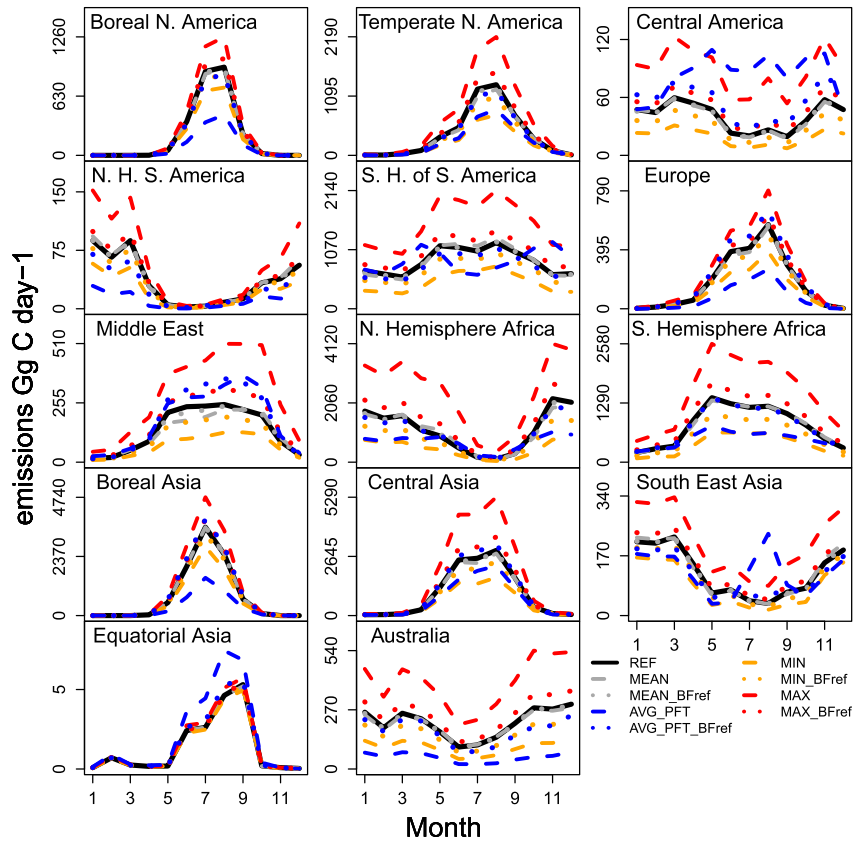 Boreal N. America
Temperate N. America
Central America
0 630 1260
0 1095 2190
0 60 120
N. H. S. America
S. H. of S. America
Europe
0 75 150
0 1070 2140
0 395 790
Middle East
N. Hemisphere Africa
S. Hemisphere Africa
0 255 510
0 2060 4120
0 1290 2580
Boreal Asia
Central Asia
South East Asia
0 2370 4740
0 2645 5290
0 170 340
1 3 5 7 9 11
Equatorial Asia
Australia
0 5
0 270 540
1 3 5 7 9 11
1 3 5 7 9 11
emissions Gg C day−1
Month
REF
MEAN
MEAN_BFref
AVG_PFT
AVG_PFT_BFref
MIN
MIN_BFref
MAX
MAX_BFref